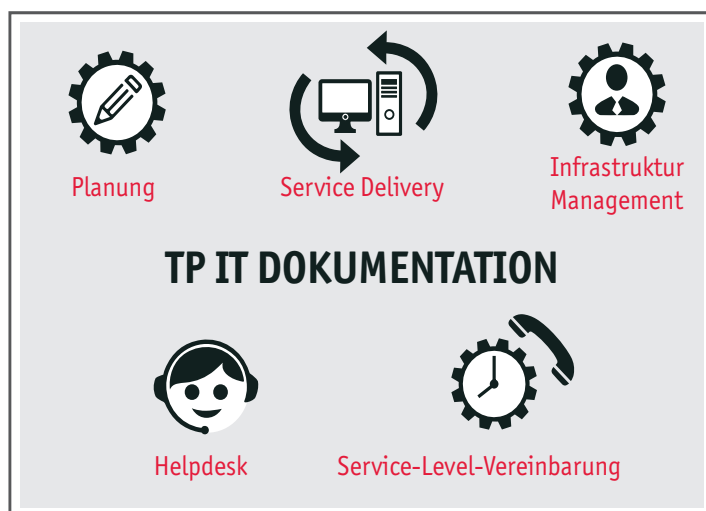 Planung
Service Delivery
Infrastruktur
Management
TP IT DOKUMENTATION
Helpdesk
Service-Level-Vereinbarung